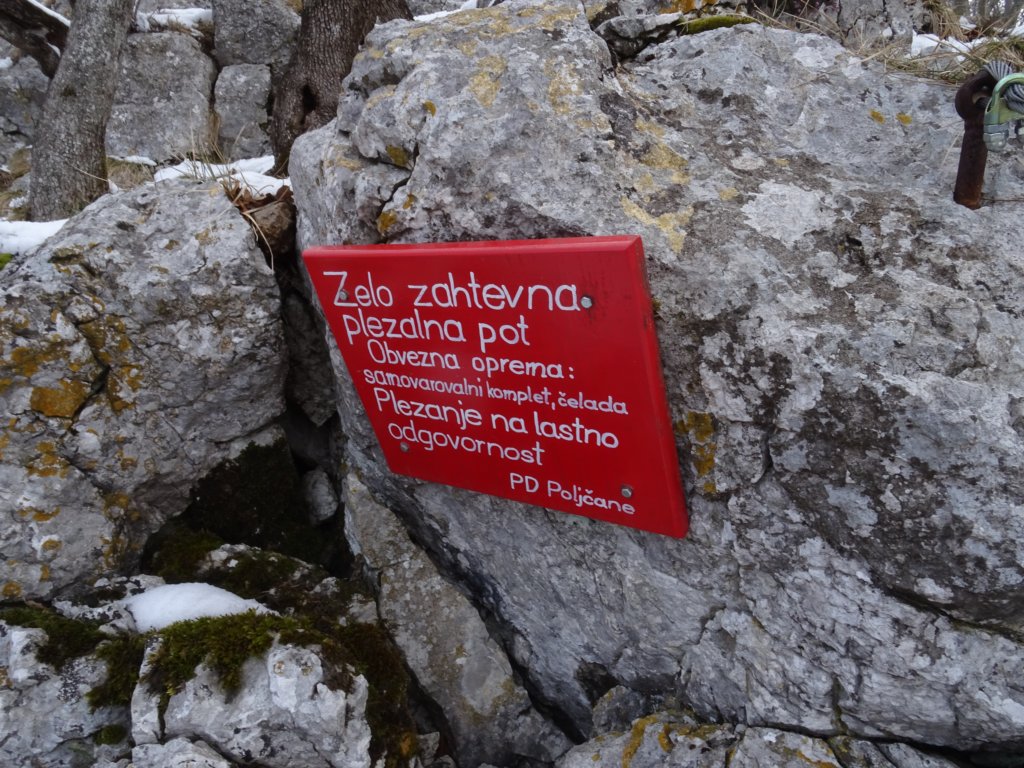 Zelo zahtevna
plezalna pot
Obvezna oprema:
samovarovalni komplet, čelada
Plezanje na lastno
odgovornost
PD Poljčane